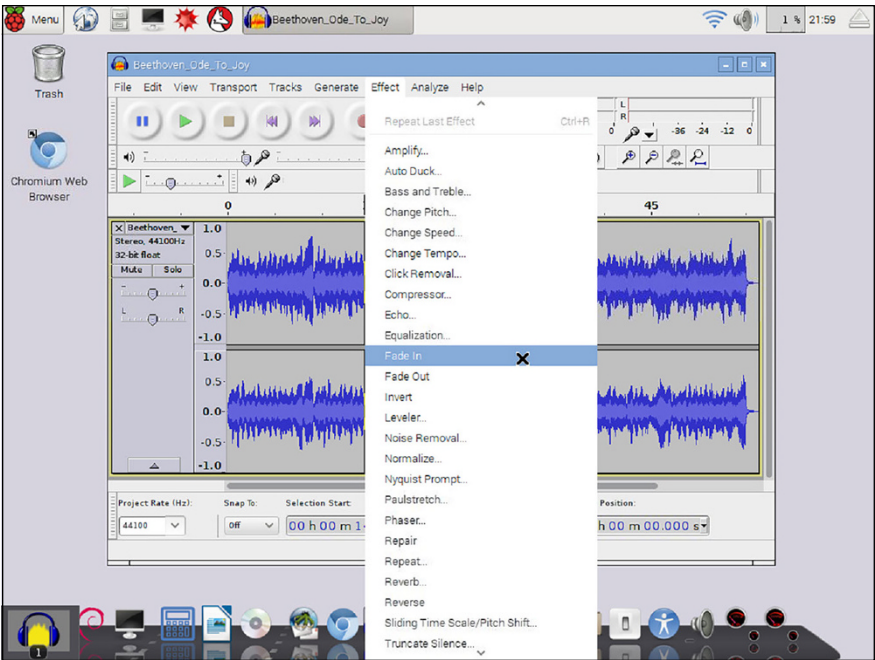 Menu
Beethoven_Ode_To_Joy
1 %
21:59
Trash
Chromium Web
Browser
Beethoven_Ode_To_Joy
File Edit View Transport Tracks Generate Effect Analyze Help
L
R
0 -36 -24 -12 0
0 45
Beethoven_
Stereo, 44100Hz
32-bit float
Mute Solo
- +
L R
1.0
0.5
0.0
-0.5
-1.0
1.0
0.5
0.0
-0.5
-1.0
Repeat Last Effect Ctrl+R
Amplify...
Auto Duck...
Bass and Treble...
Change Pitch...
Change Speed...
Change Tempo...
Click Removal...
Compressor...
Echo...
Equalization...
Fade In
Fade Out
Invert
Leveler...
Noise Removal...
Normalize...
Nyquist Prompt...
Paulstretch...
Phaser...
Repair
Repeat...
Reverb...
Reverse
Sliding Time Scale/Pitch Shift...
Truncate Silence...
Project Rate (Hz): Snap To: Selection Start: Position:
44100 Off 00 h 00 m 1 h 00 m 00.000 s
1